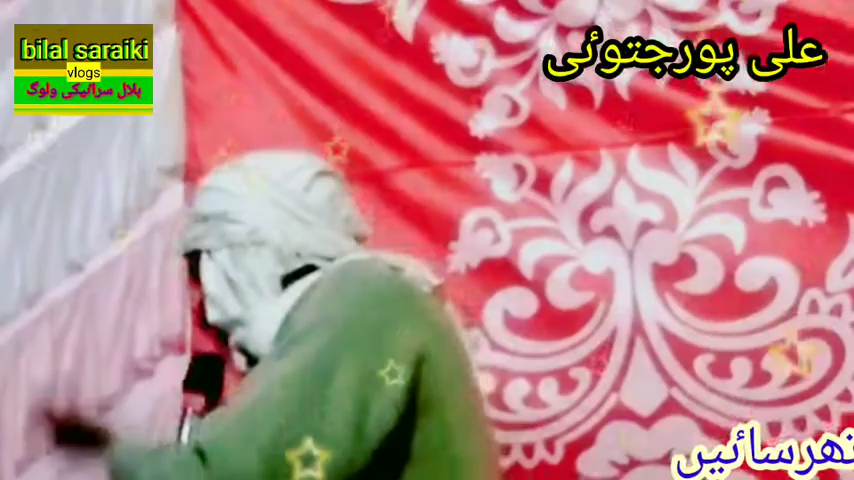 bilal saraiki
vlogs
بلال سرائیکی ولوگ
علی پورجتوئی
نھرسائیں